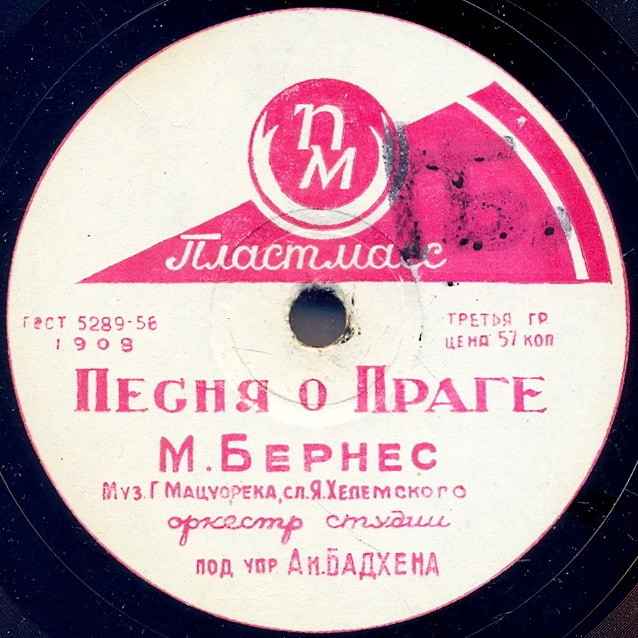 П
М
Пластмасс
ГОСТ 5289-56
1908
ТРЕТЬЯ ГР.
ЦЕНА 57 КОП
ПЕСНЯ О ПРАГЕ
М. БЕРНЕС
МУЗ. Г МАЦУОРЕКА, СЛ. Я. ХЕЛЕМСКОГО
оркестр студии
ПОД УПР АН. БАДХЕНА